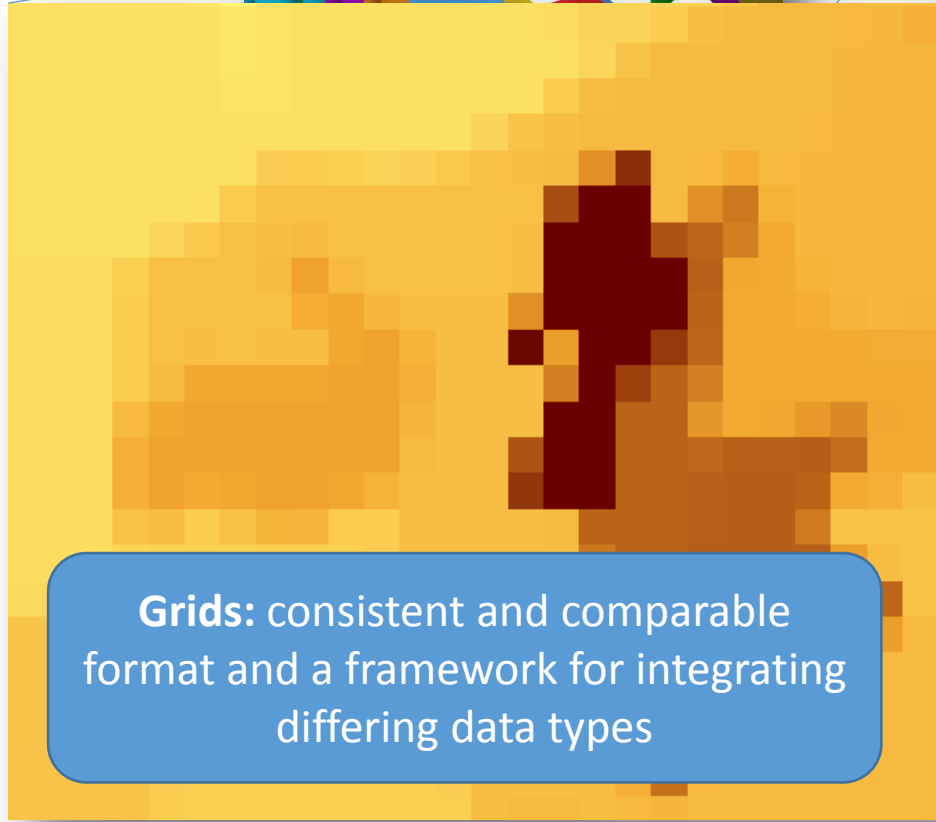 Grids: consistent and comparable
format and a framework for integrating
differing data types